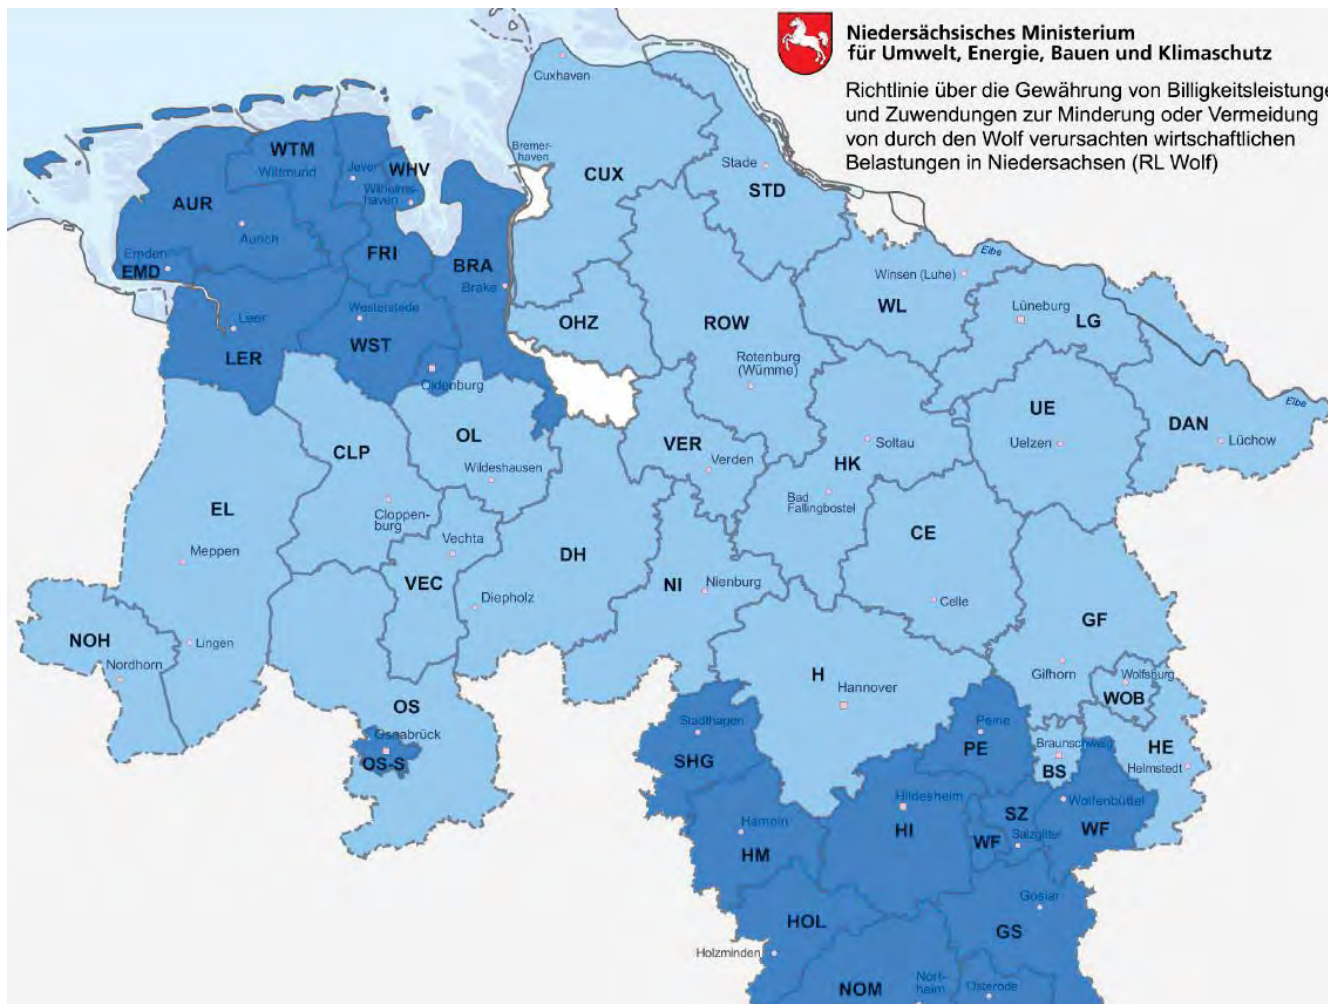 Niedersächsisches Ministerium
für Umwelt, Energie, Bauen und Klimaschutz
Richtlinie über die Gewährung von Billigkeitsleistunge
und Zuwendungen zur Minderung oder Vermeidung
von durch den Wolf verursachten wirtschaftlichen
Belastungen in Niedersachsen (RL Wolf)
Cuxhaven
Bremer-
haven
CUX
Stade
STD
WTM
Wittmund
Jever
WHV
Wilhelms-
haven
AUR
Aurich
Emden
EMD
FRI
BRA
Brake
Elbe
Winsen (Luhe)
WL
Lüneburg
LG
Leer
LER
Westerstede
WST
Oldenburg
OHZ
ROW
Rotenburg
(Wümme)
Elbe
UE
Uelzen
DAN
Lüchow
CLP
OL
Wildeshausen
VER
Verden
HK
Soltau
Bad
Fallingbostel
EL
Meppen
Cloppen-
burg
Vechta
VEC
DH
Diepholz
NI
Nienburg
CE
Celle
NOH
Nordhorn
Lingen
GF
Gifhorn
Wolfsburg
WOB
H
Hannover
OS
Osnabrück
OS-S
Stadthagen
SHG
Peine
PE
Braunschweig
BS
HE
Helmstedt
Hildesheim
HI
SZ
Salzgitter
WF
Wolfenbüttel
WF
Hameln
HM
HOL
Holzminden
Goslar
GS
NOM
Nort-
heim
Osterode